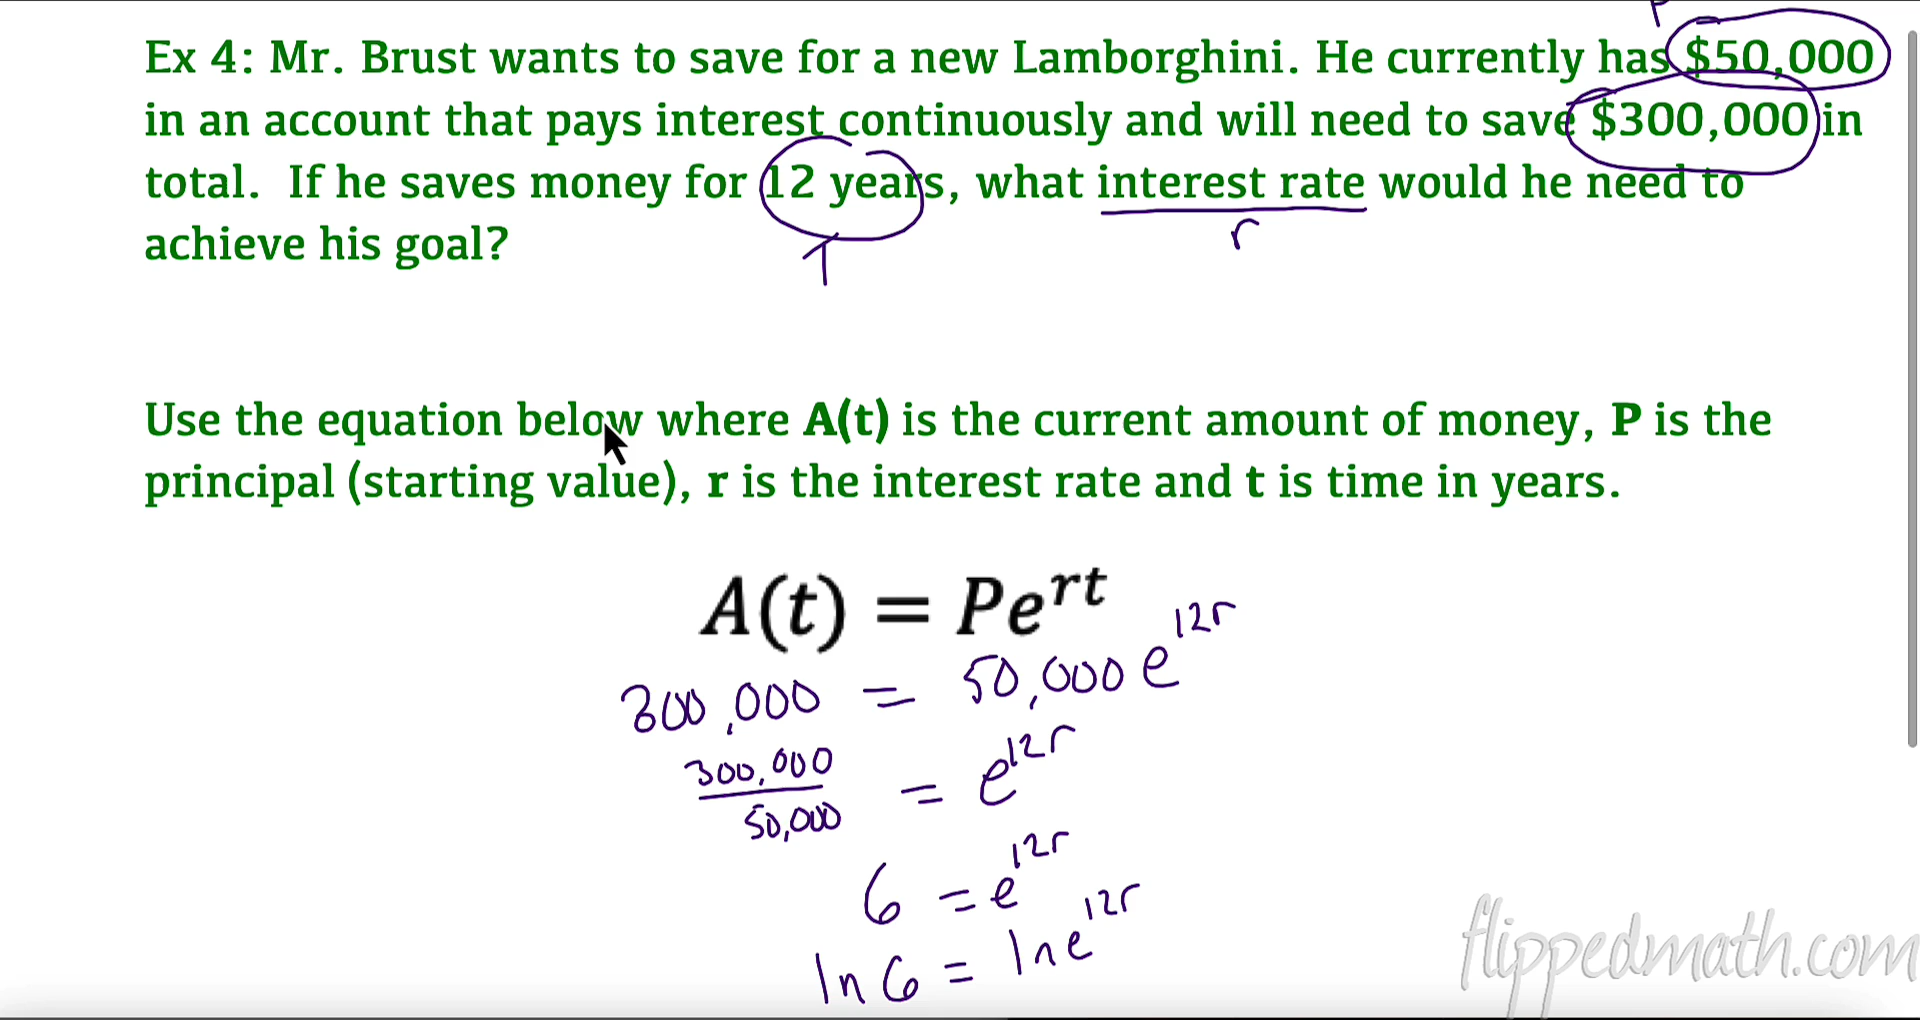 P
Ex 4: Mr. Brust wants to save for a new Lamborghini. He currently has $50,000
in an account that pays interest continuously and will need to save $300,000 in
total. If he saves money for 12 years, what interest rate would he need to
achieve his goal?
T r
Use the equation below where A(t) is the current amount of money, P is the
principal (starting value), r is the interest rate and t is time in years.
A(t) = Pe^rt
300,000 = 50,000 e^12r
300,000/50,000 = e^12r
6 = e^12r
ln 6 = ln e^12r
flippedmath.com